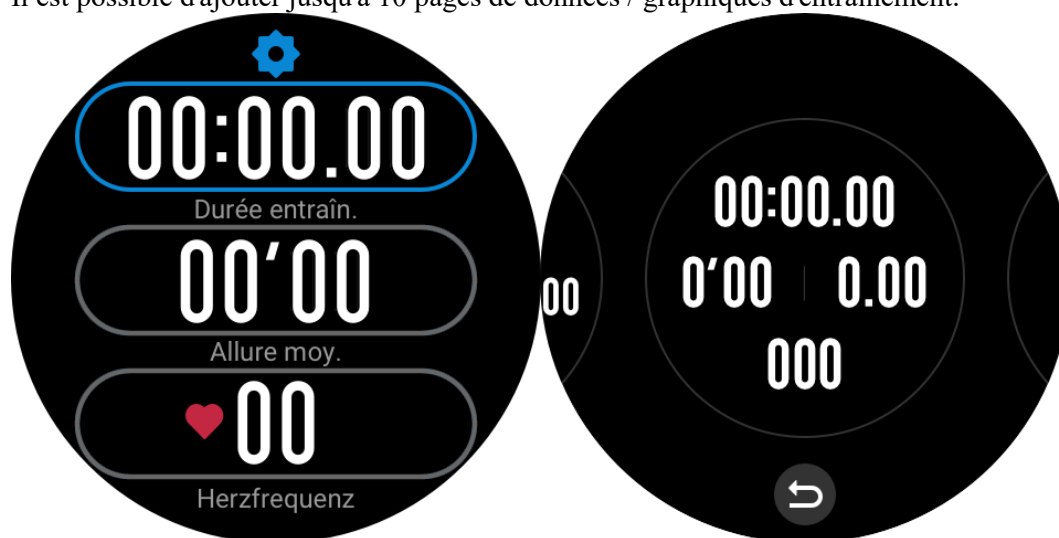 Il est possible d'ajouter jusqu'à 10 pages de données / graphiques d'entraînement.
00:00.00
Durée entraîn.
00′00
Allure moy.
00
Herzfrequenz
00:00.00
0′00 0.00
00
000